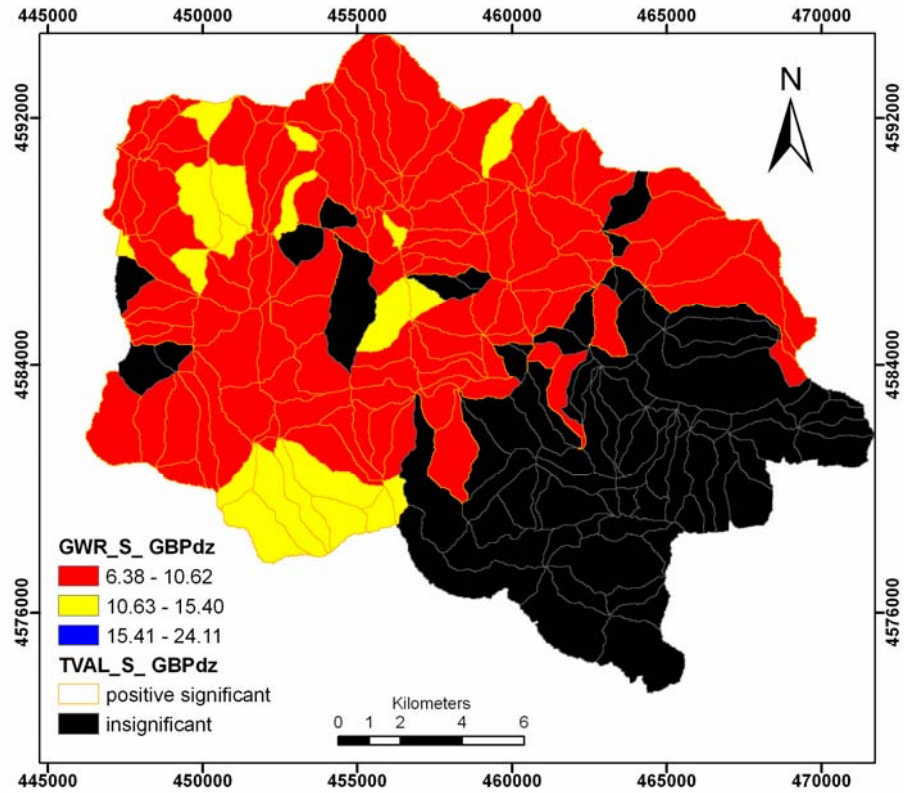 445000 450000 455000 460000 465000 470000
N
4592000 4592000
4584000 4584000
4576000 4576000
GWR_S_ GBPdz
6.38 - 10.62
10.63 - 15.40
15.41 - 24.11
TVAL_S_ GBPdz
positive significant
insignificant
Kilometers
0 1 2 4 6
445000 450000 455000 460000 465000 470000